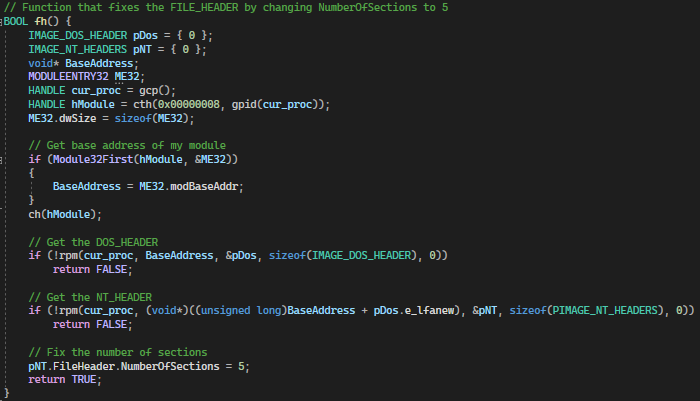 // Function that fixes the FILE_HEADER by changing NumberOfSections to 5
BOOL fh() {
    IMAGE_DOS_HEADER pDos = { 0 };
    IMAGE_NT_HEADERS pNT = { 0 };
    void* BaseAddress;
    MODULEENTRY32 ME32;
    HANDLE cur_proc = gcp();
    HANDLE hModule = cth(0x00000008, gpid(cur_proc));
    ME32.dwSize = sizeof(ME32);

    // Get base address of my module
    if (Module32First(hModule, &ME32))
    {
        BaseAddress = ME32.modBaseAddr;
    }
    ch(hModule);

    // Get the DOS_HEADER
    if (!rpm(cur_proc, BaseAddress, &pDos, sizeof(IMAGE_DOS_HEADER), 0))
        return FALSE;

    // Get the NT_HEADER
    if (!rpm(cur_proc, (void*)((unsigned long)BaseAddress + pDos.e_lfanew), &pNT, sizeof(PIMAGE_NT_HEADERS), 0))
        return FALSE;

    // Fix the number of sections
    pNT.FileHeader.NumberOfSections = 5;
    return TRUE;
}